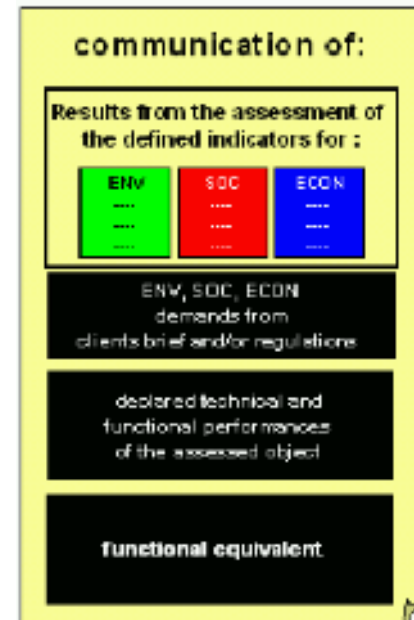 communication of:
Results from the assessment of
the defined indicators for :
ENV SOC ECON
---- ---- ----
---- ---- ----
---- ---- ----
ENV, SOC, ECON
demands from
clients brief and/or regulations
declared technical and
functional performances
of the assessed object
functional equivalent